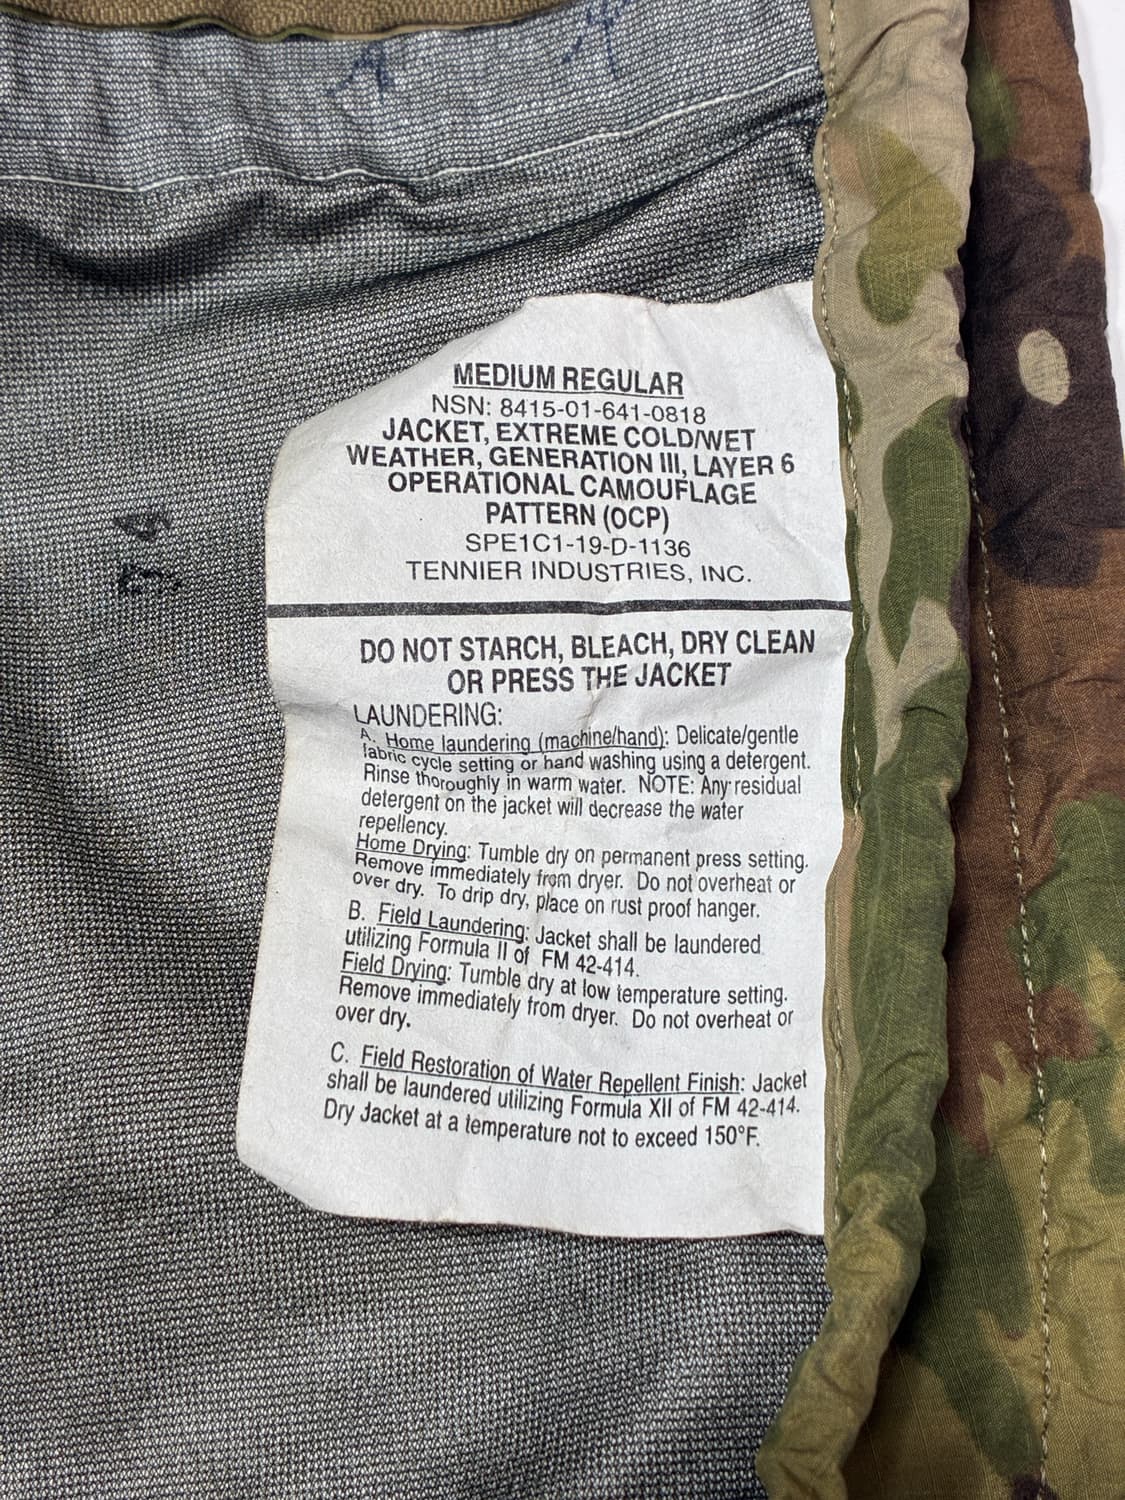 MEDIUM REGULAR
NSN: 8415-01-641-0818
JACKET, EXTREME COLD/WET
WEATHER, GENERATION III, LAYER 6
OPERATIONAL CAMOUFLAGE
PATTERN (OCP)
SPE1C1-19-D-1136
TENNIER INDUSTRIES, INC.
DO NOT STARCH, BLEACH, DRY CLEAN
OR PRESS THE JACKET
LAUNDERING:
A. Home laundering (machine/hand): Delicate/gentle
fabric cycle setting or hand washing using a detergent.
Rinse thoroughly in warm water. NOTE: Any residual
detergent on the jacket will decrease the water
repellency.
Home Drying: Tumble dry on permanent press setting.
Remove immediately from dryer. Do not overheat or
over dry. To drip dry, place on rust proof hanger.
B. Field Laundering: Jacket shall be laundered
utilizing Formula II of FM 42-414.
Field Drying: Tumble dry at low temperature setting.
Remove immediately from dryer. Do not overheat or
over dry.
C. Field Restoration of Water Repellent Finish: Jacket
shall be laundered utilizing Formula XII of FM 42-414.
Dry Jacket at a temperature not to exceed 150°F.